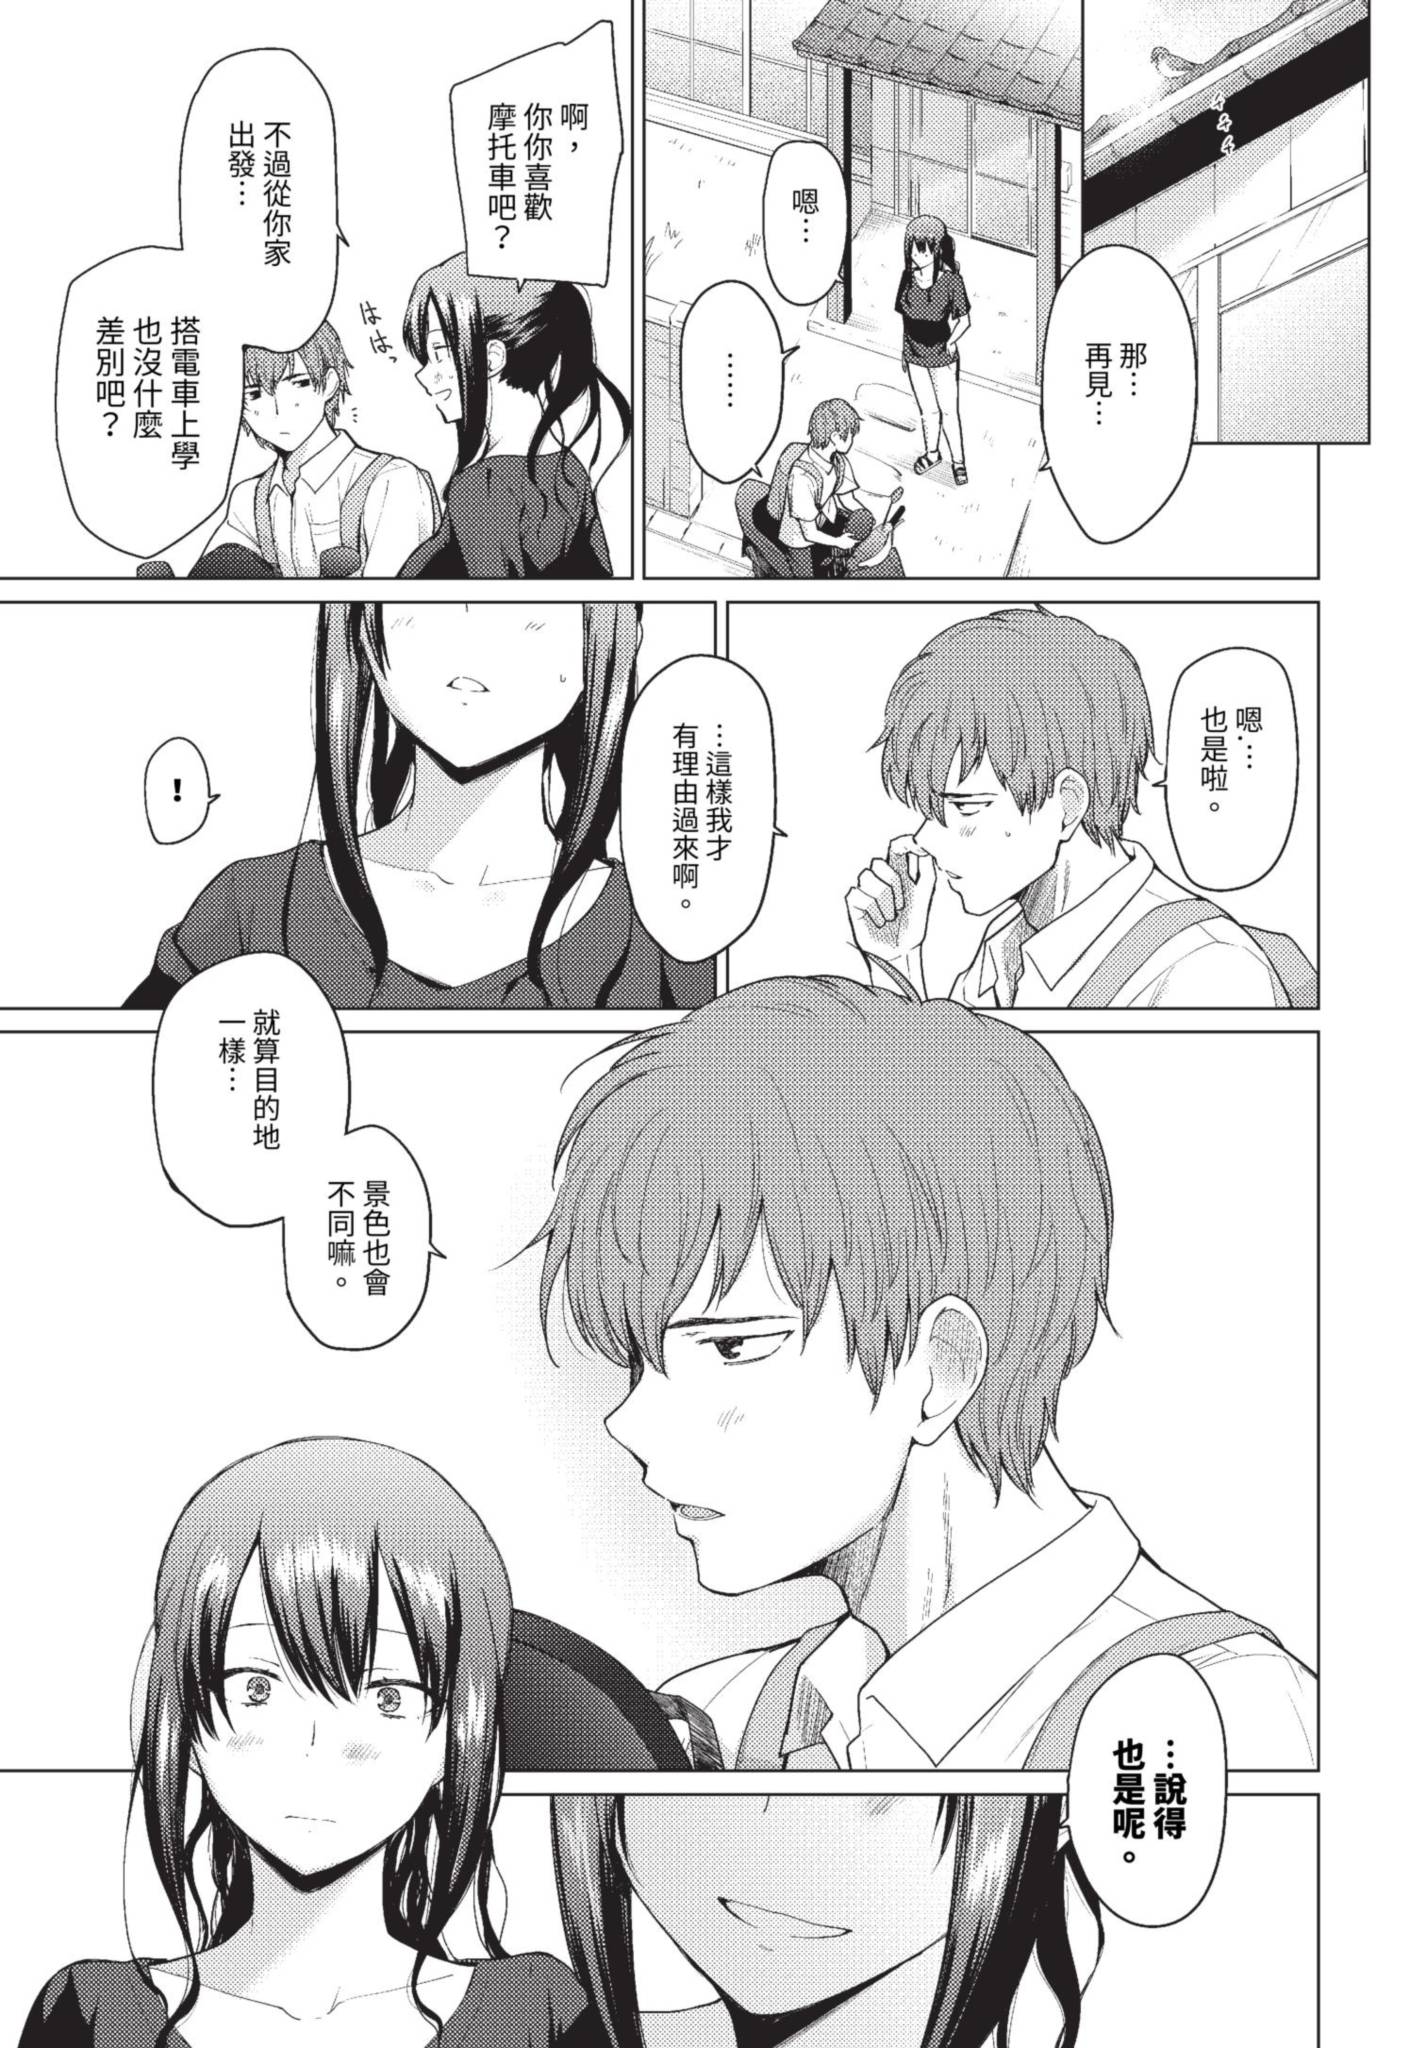 チチチ
那…
再見…
嗯…
……
啊，
你你喜歡
摩托車吧？
はは、
不過從你家
出發…
搭電車上學
也沒什麼
差別吧？
嗯…
也是啦。
…這樣我才
有理由過來啊。
！
就算目的地
一樣…
景色也會
不同嘛。
…說得
也是呢。